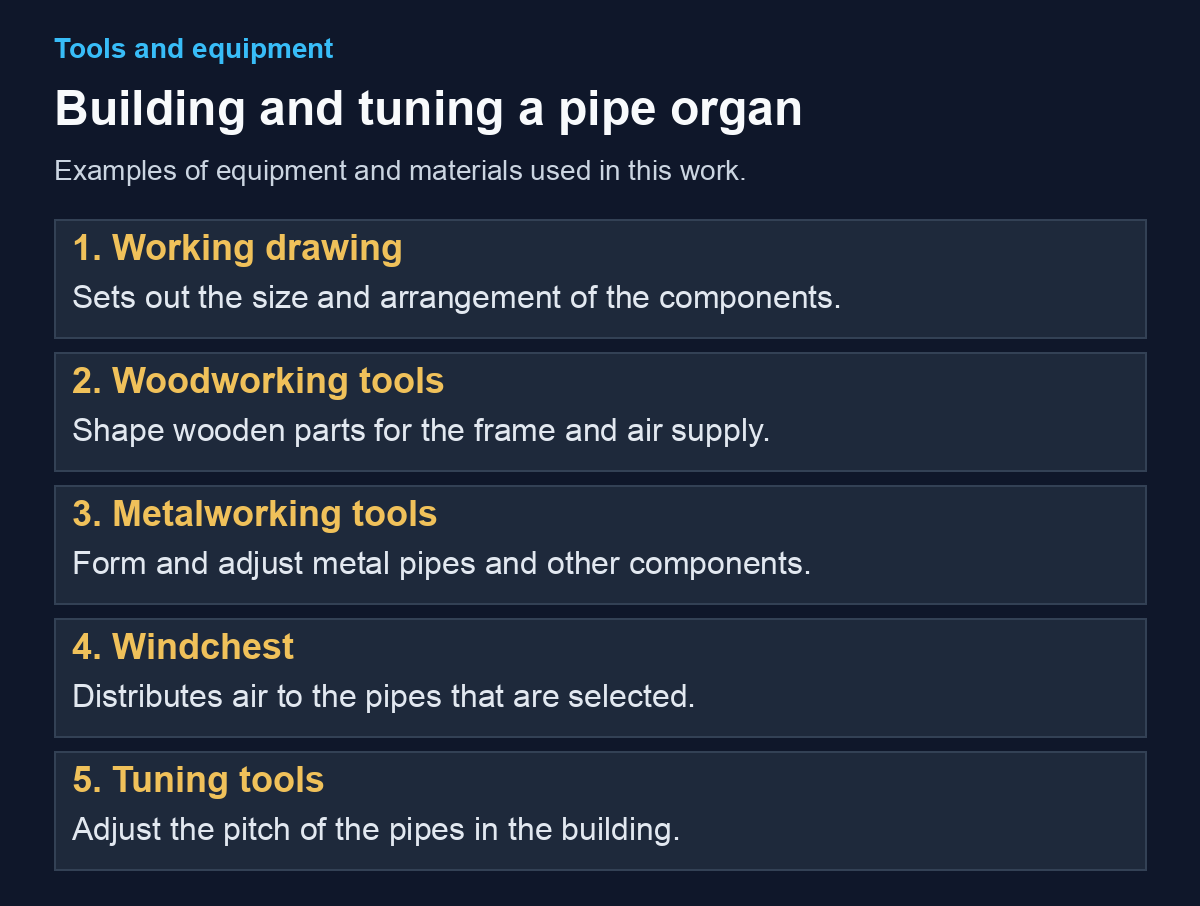 Tools and equipment
Building and tuning a pipe organ
Examples of equipment and materials used in this work.
1. Working drawing
Sets out the size and arrangement of the components.
2. Woodworking tools
Shape wooden parts for the frame and air supply.
3. Metalworking tools
Form and adjust metal pipes and other components.
4. Windchest
Distributes air to the pipes that are selected.
5. Tuning tools
Adjust the pitch of the pipes in the building.